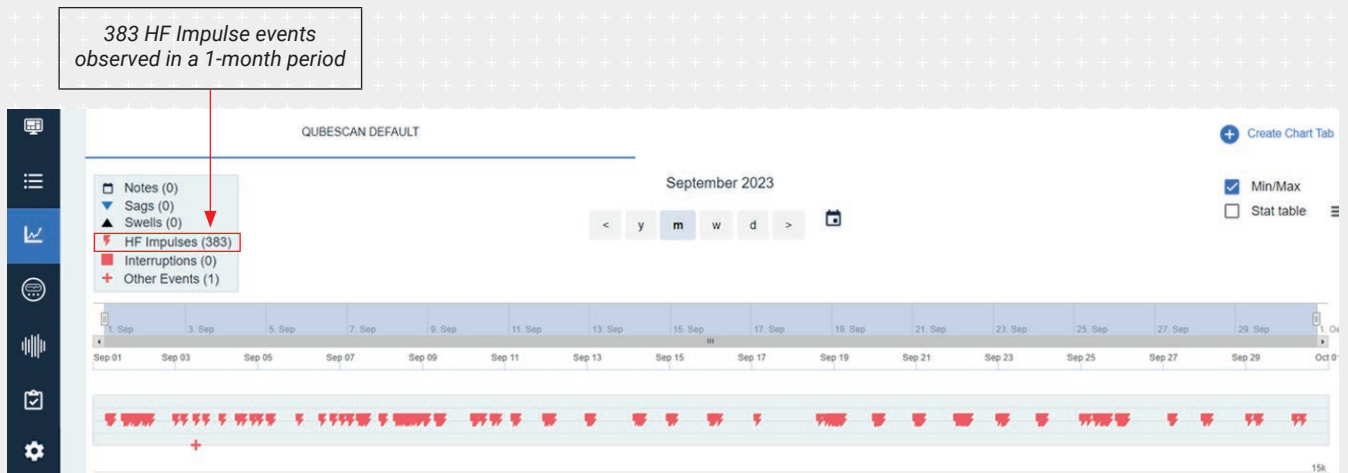 383 HF Impulse events
observed in a 1-month period
QUBESCAN DEFAULT
Create Chart Tab
Notes (0)
Sags (0)
Swells (0)
HF Impulses (383)
Interruptions (0)
Other Events (1)
September 2023
< y m w d >
Min/Max
Stat table
1. Sep 3. Sep 5. Sep 7. Sep 9. Sep 11. Sep 13. Sep 15. Sep 17. Sep 19. Sep 21. Sep 23. Sep 25. Sep 27. Sep 29. Sep 1.
Sep 01 Sep 03 Sep 05 Sep 07 Sep 09 Sep 11 Sep 13 Sep 15 Sep 17 Sep 19 Sep 21 Sep 23 Sep 25 Sep 27 Sep 29 Oct
15k